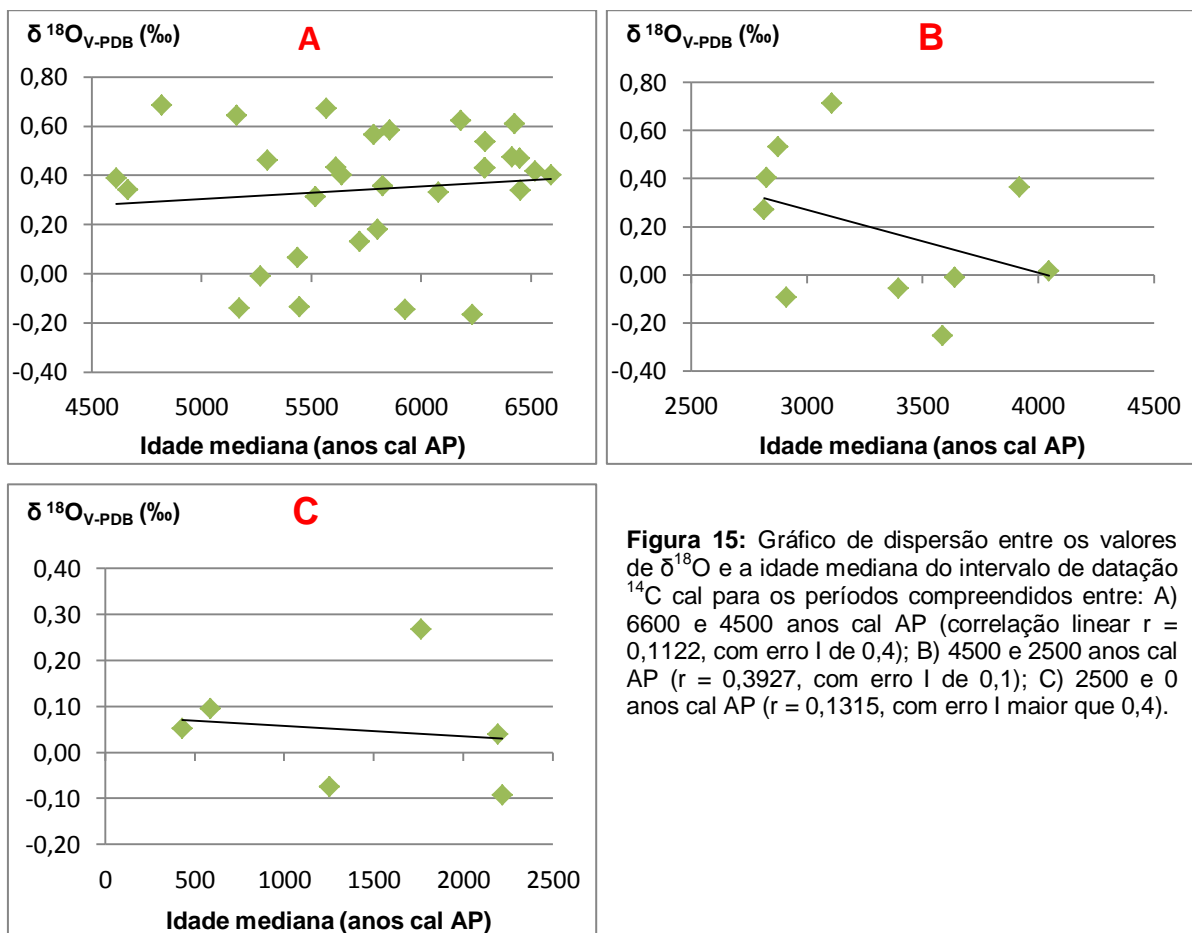 δ 18OV-PDB (‰)
A
0,80
0,60
0,40
0,20
0,00
-0,20
-0,40
4500 5000 5500 6000 6500
Idade mediana (anos cal AP)
δ 18OV-PDB (‰)
B
0,80
0,60
0,40
0,20
0,00
-0,20
-0,40
2500 3000 3500 4000 4500
Idade mediana (anos cal AP)
δ 18OV-PDB (‰)
C
0,40
0,30
0,20
0,10
0,00
-0,10
-0,20
0 500 1000 1500 2000 2500
Idade mediana (anos cal AP)
Figura 15: Gráfico de dispersão entre os valores
de δ18O e a idade mediana do intervalo de datação
14C cal para os períodos compreendidos entre: A)
6600 e 4500 anos cal AP (correlação linear r =
0,1122, com erro I de 0,4); B) 4500 e 2500 anos cal
AP (r = 0,3927, com erro I de 0,1); C) 2500 e 0
anos cal AP (r = 0,1315, com erro I maior que 0,4).